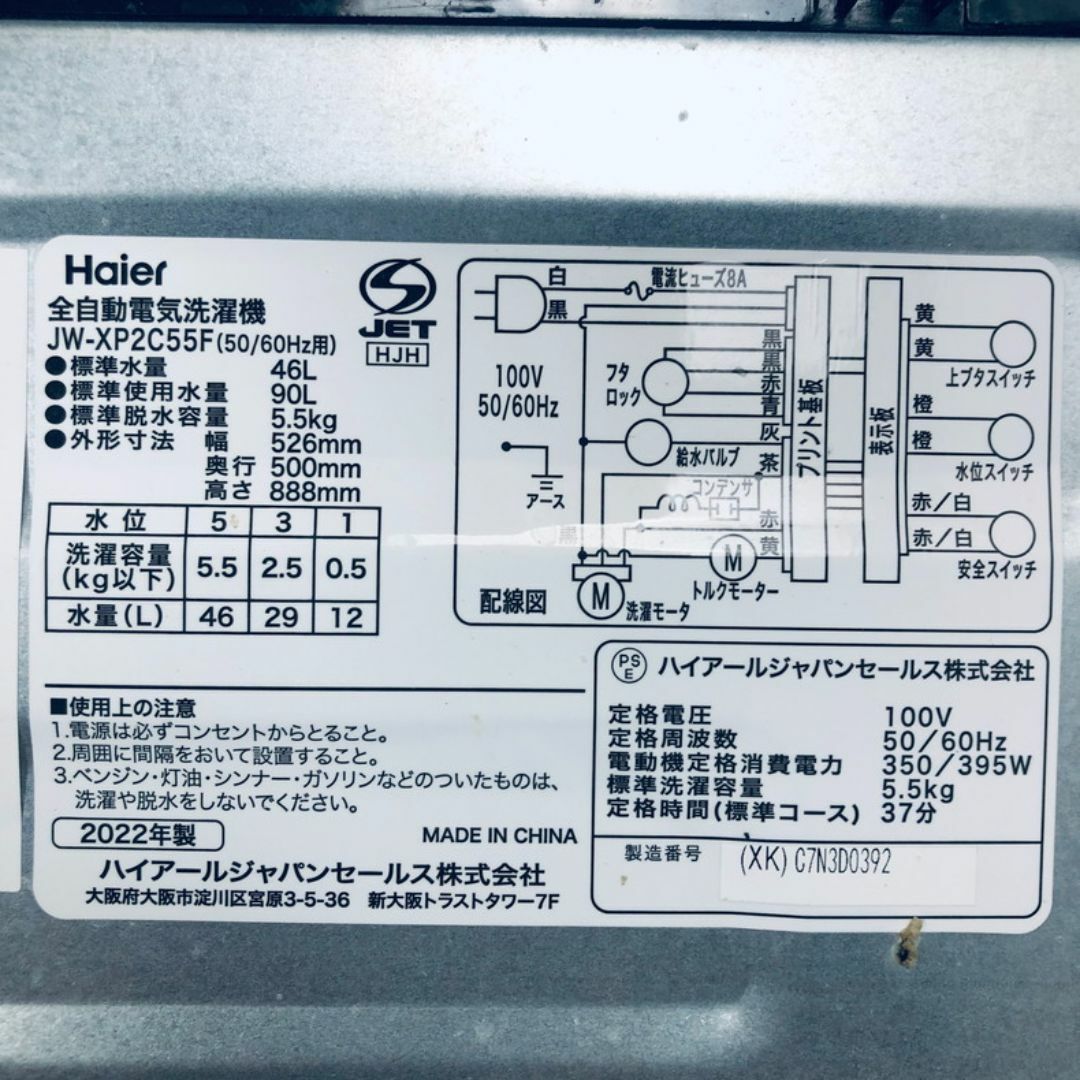 Haier
全自動電気洗濯機
JW-XP2C55F(50/60Hz用)
JET
HJH
●標準水量 46L
●標準使用水量 90L
●標準脱水容量 5.5kg
●外形寸法 幅 526mm
奥行 500mm
高さ 888mm
水位 5 3 1
洗濯容量(kg以下) 5.5 2.5 0.5
水量(L) 46 29 12
白
黒
電流ヒューズ8A
100V
50/60Hz
アース
フタ
ロック
黒
黒
赤
青
灰
給水バルブ
茶
コンデンサ
赤
黒
黄
M
トルクモーター
M
洗濯モータ
配線図
プリント基板
表示板
黄
黄
上ブタスイッチ
橙
橙
水位スイッチ
赤/白
赤/白
安全スイッチ
■使用上の注意
1.電源は必ずコンセントからとること。
2.周囲に間隔をおいて設置すること。
3.ベンジン・灯油・シンナー・ガソリンなどのついたものは、
洗濯や脱水をしないでください。
2022年製
MADE IN CHINA
ハイアールジャパンセールス株式会社
大阪府大阪市淀川区宮原3-5-36 新大阪トラストタワー7F
PSE ハイアールジャパンセールス株式会社
定格電圧 100V
定格周波数 50/60Hz
電動機定格消費電力 350/395W
標準洗濯容量 5.5kg
定格時間(標準コース) 37分
製造番号 (XK) C7N3D0392